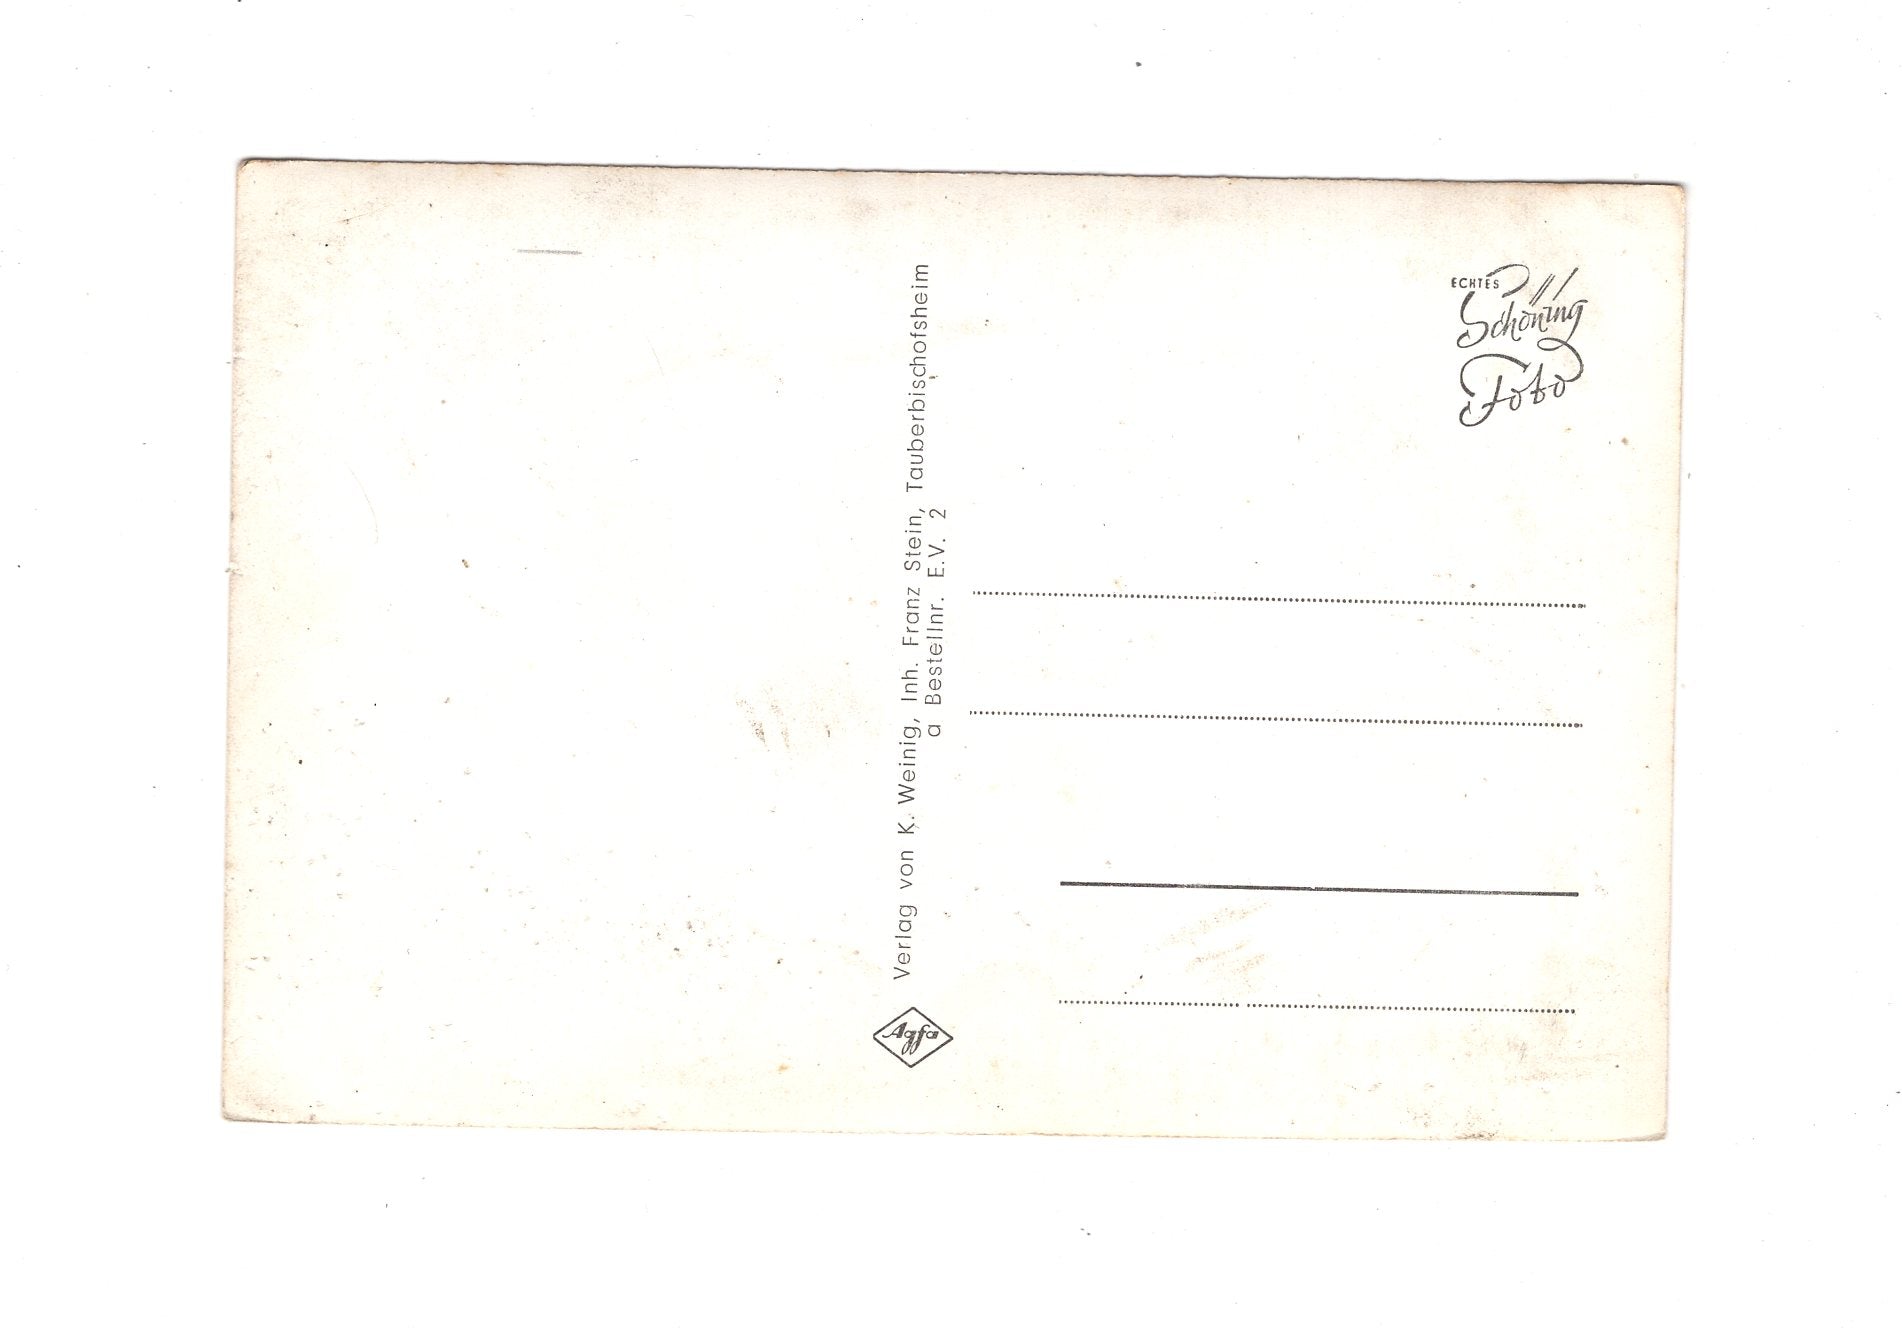 Verlag von K. Weinig, Inh. Franz Stein, Tauberbischofsheim
a Bestellnr. E.V. 2
Agfa
ECHTES
Schöning
Foto